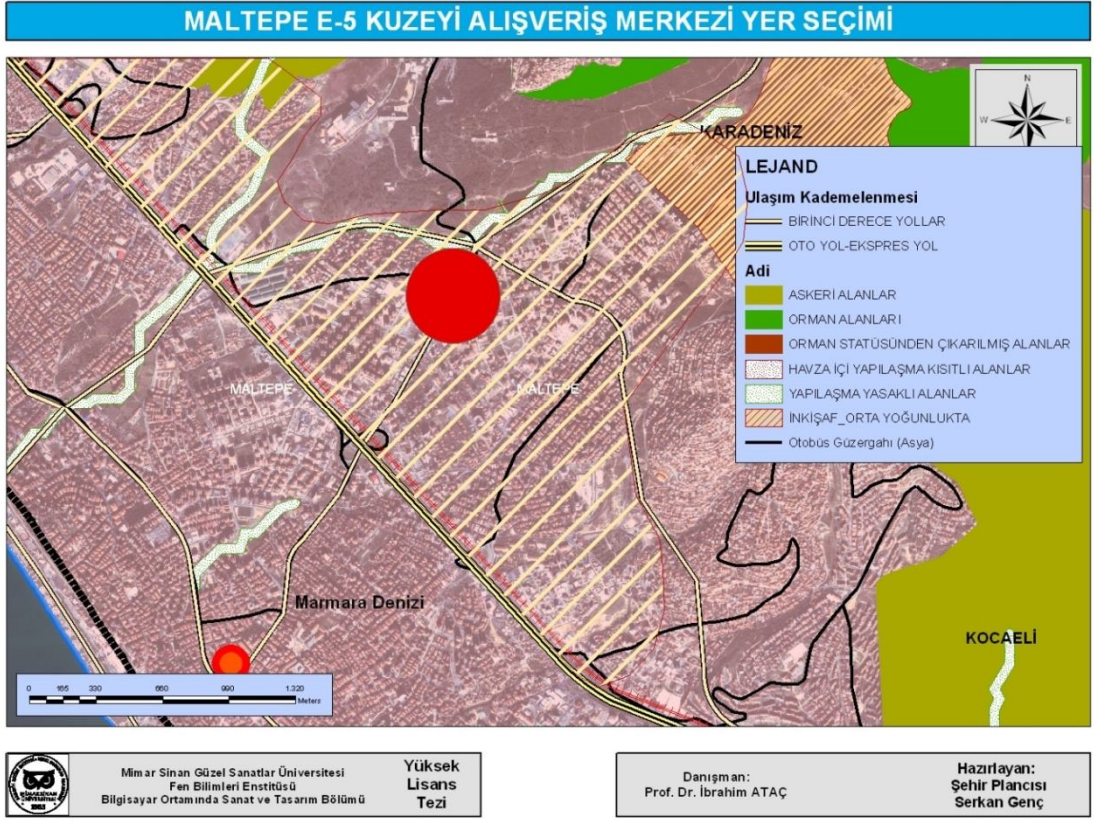 MALTEPE E-5 KUZEYİ ALIŞVERİŞ MERKEZİ YER SEÇİMİ
N
W
E
S
KARADENİZ
LEJAND
Ulaşım Kademelenmesi
BİRİNCİ DERECE YOLLAR
OTO YOL-EKSPRES YOL
Adi
ASKERİ ALANLAR
ORMAN ALANLARI
ORMAN STATÜSÜNDEN ÇIKARILMIŞ ALANLAR
HAVZA İÇİ YAPILAŞMA KISITLI ALANLAR
YAPILAŞMA YASAKLI ALANLAR
İNKİŞAF_ORTA YOĞUNLUKTA
Otobüs Güzergahı (Asya)
MALTEPE
MALTEPE
Marmara Denizi
KOCAELİ
0 165 330 660 990 1.320
Meters
Mimar Sinan Güzel Sanatlar Üniversitesi
Fen Bilimleri Enstitüsü
Bilgisayar Ortamında Sanat ve Tasarım Bölümü
Yüksek
Lisans
Tezi
Danışman:
Prof. Dr. İbrahim ATAÇ
Hazırlayan:
Şehir Plancısı
Serkan Genç